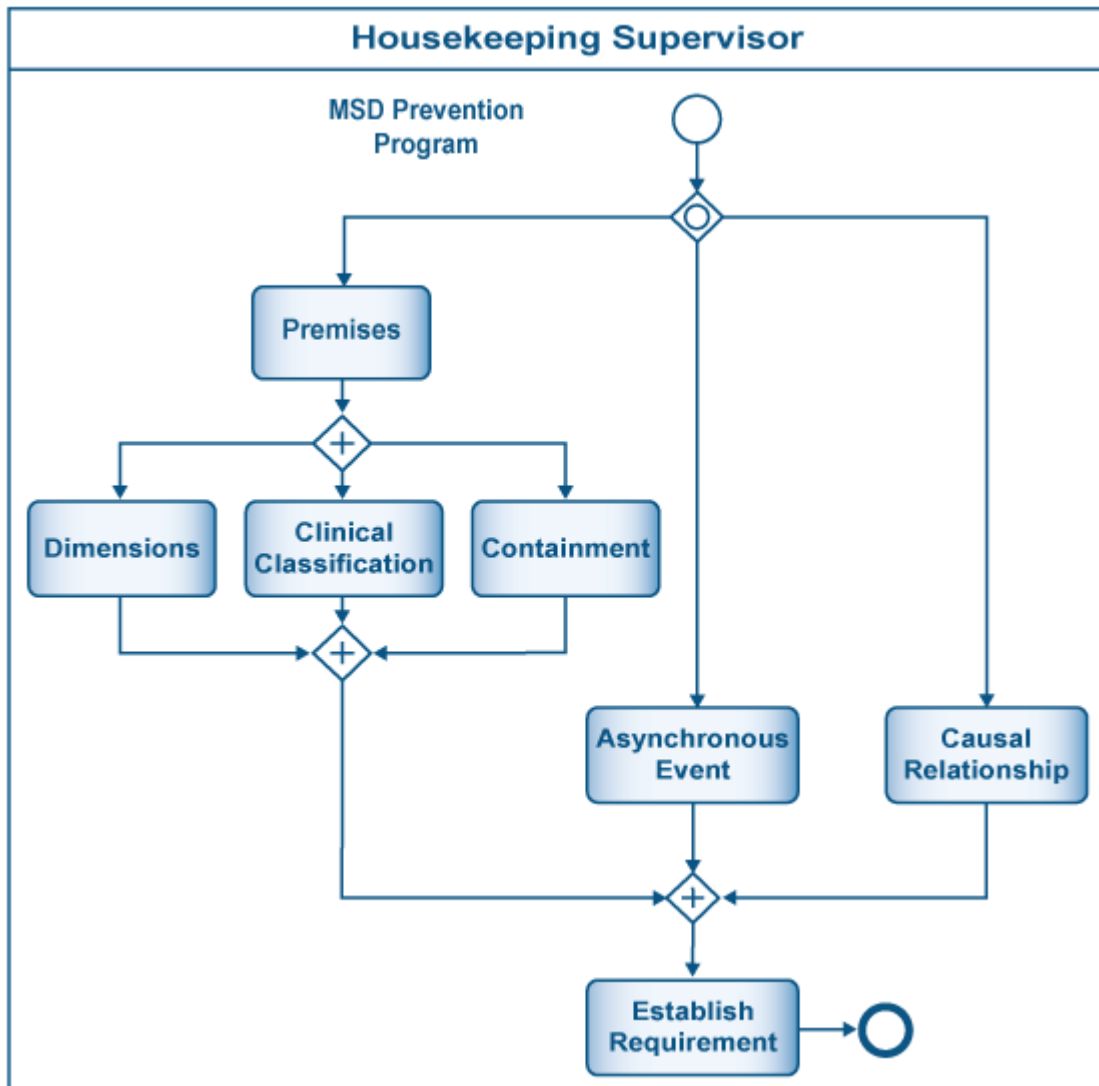 Housekeeping Supervisor
MSD Prevention
Program
Premises
Dimensions
Clinical
Classification
Containment
Asynchronous
Event
Causal
Relationship
Establish
Requirement